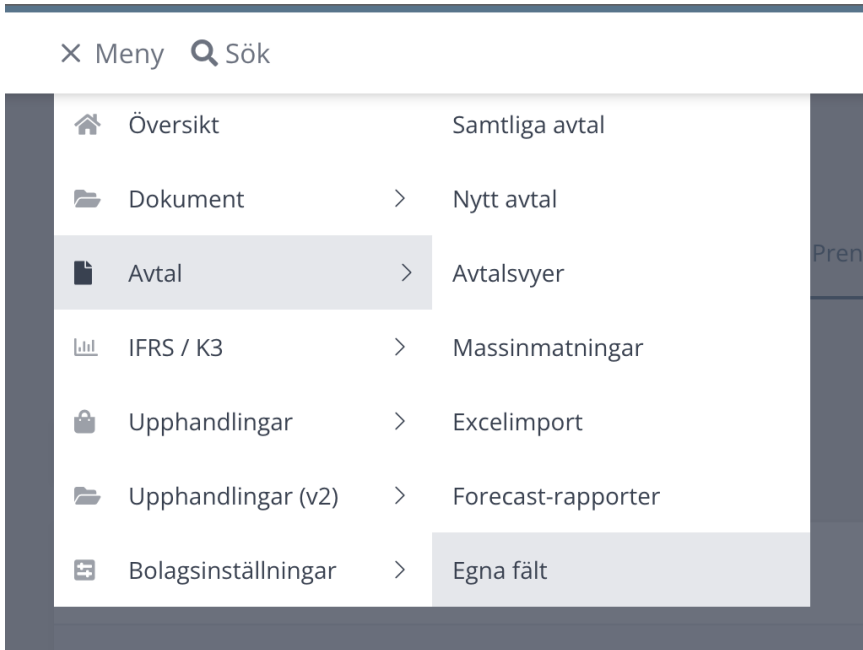 Meny Sök
Översikt
Dokument
Avtal
IFRS / K3
Upphandlingar
Upphandlingar (v2)
Bolagsinställningar
Samtliga avtal
Nytt avtal
Avtalsvyer
Massinmatningar
Excelimport
Forecast-rapporter
Egna fält
Pren